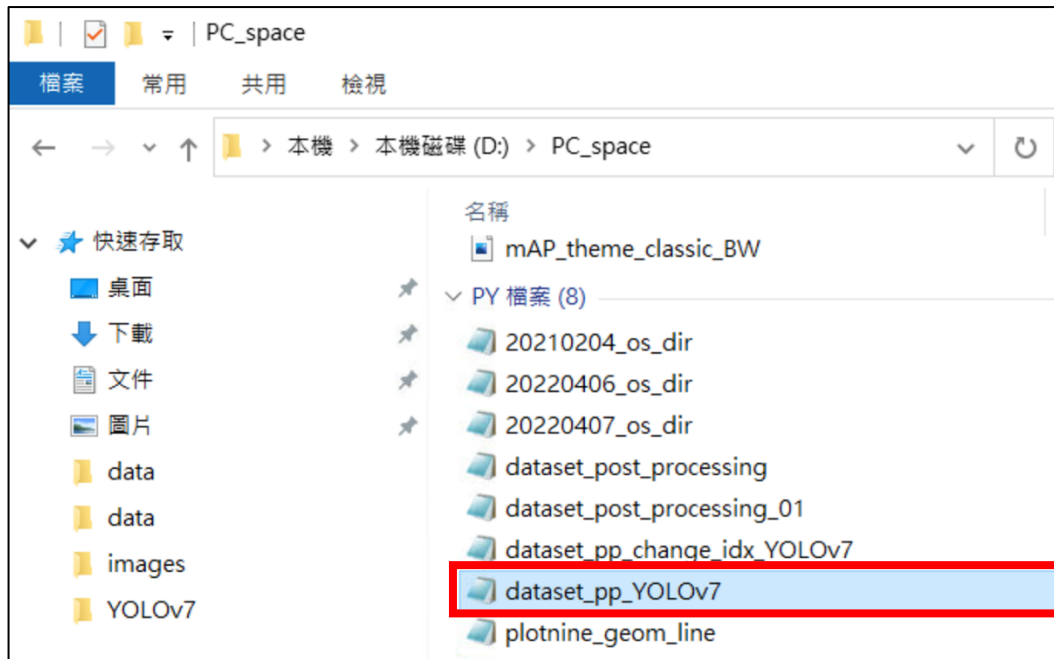 PC_space
檔案 常用 共用 檢視
本機 本機磁碟 (D:) PC_space
快速存取
桌面
下載
文件
圖片
data
data
images
YOLOv7
名稱
mAP_theme_classic_BW
PY 檔案 (8)
20210204_os_dir
20220406_os_dir
20220407_os_dir
dataset_post_processing
dataset_post_processing_01
dataset_pp_change_idx_YOLOv7
dataset_pp_YOLOv7
plotnine_geom_line